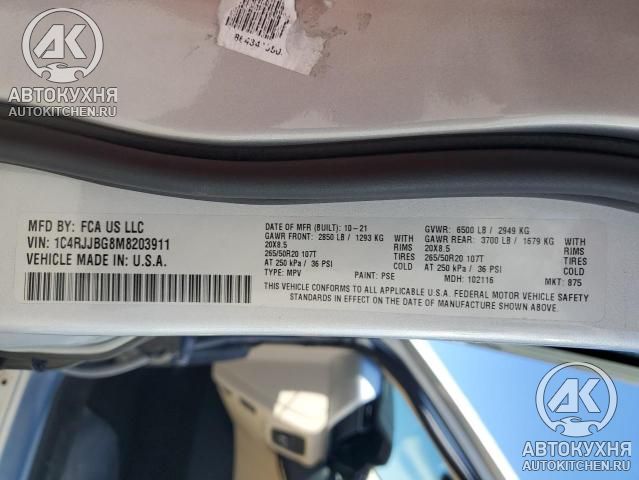 AK
АВТОКУХНЯ
AUTOKITCHEN.RU
MFD BY: FCA US LLC
VIN: 1C4RJJBG8M8203911
VEHICLE MADE IN: U.S.A.
DATE OF MFR (BUILT): 10-21
GAWR FRONT: 2850 LB / 1293 KG WITH
20X8.5 RIMS
265/50R20 107T TIRES
AT 250 kPa / 36 PSI COLD
TYPE: MPV PAINT: PSE
GVWR: 6500 LB / 2949 KG
GAWR REAR: 3700 LB / 1679 KG WITH
20X8.5 RIMS
265/50R20 107T TIRES
AT 250 kPa / 36 PSI COLD
MDH: 102116 MKT: 875
THIS VEHICLE CONFORMS TO ALL APPLICABLE U.S.A. FEDERAL MOTOR VEHICLE SAFETY
STANDARDS IN EFFECT ON THE DATE OF MANUFACTURE SHOWN ABOVE.
AK
АВТОКУХНЯ
AUTOKITCHEN.RU